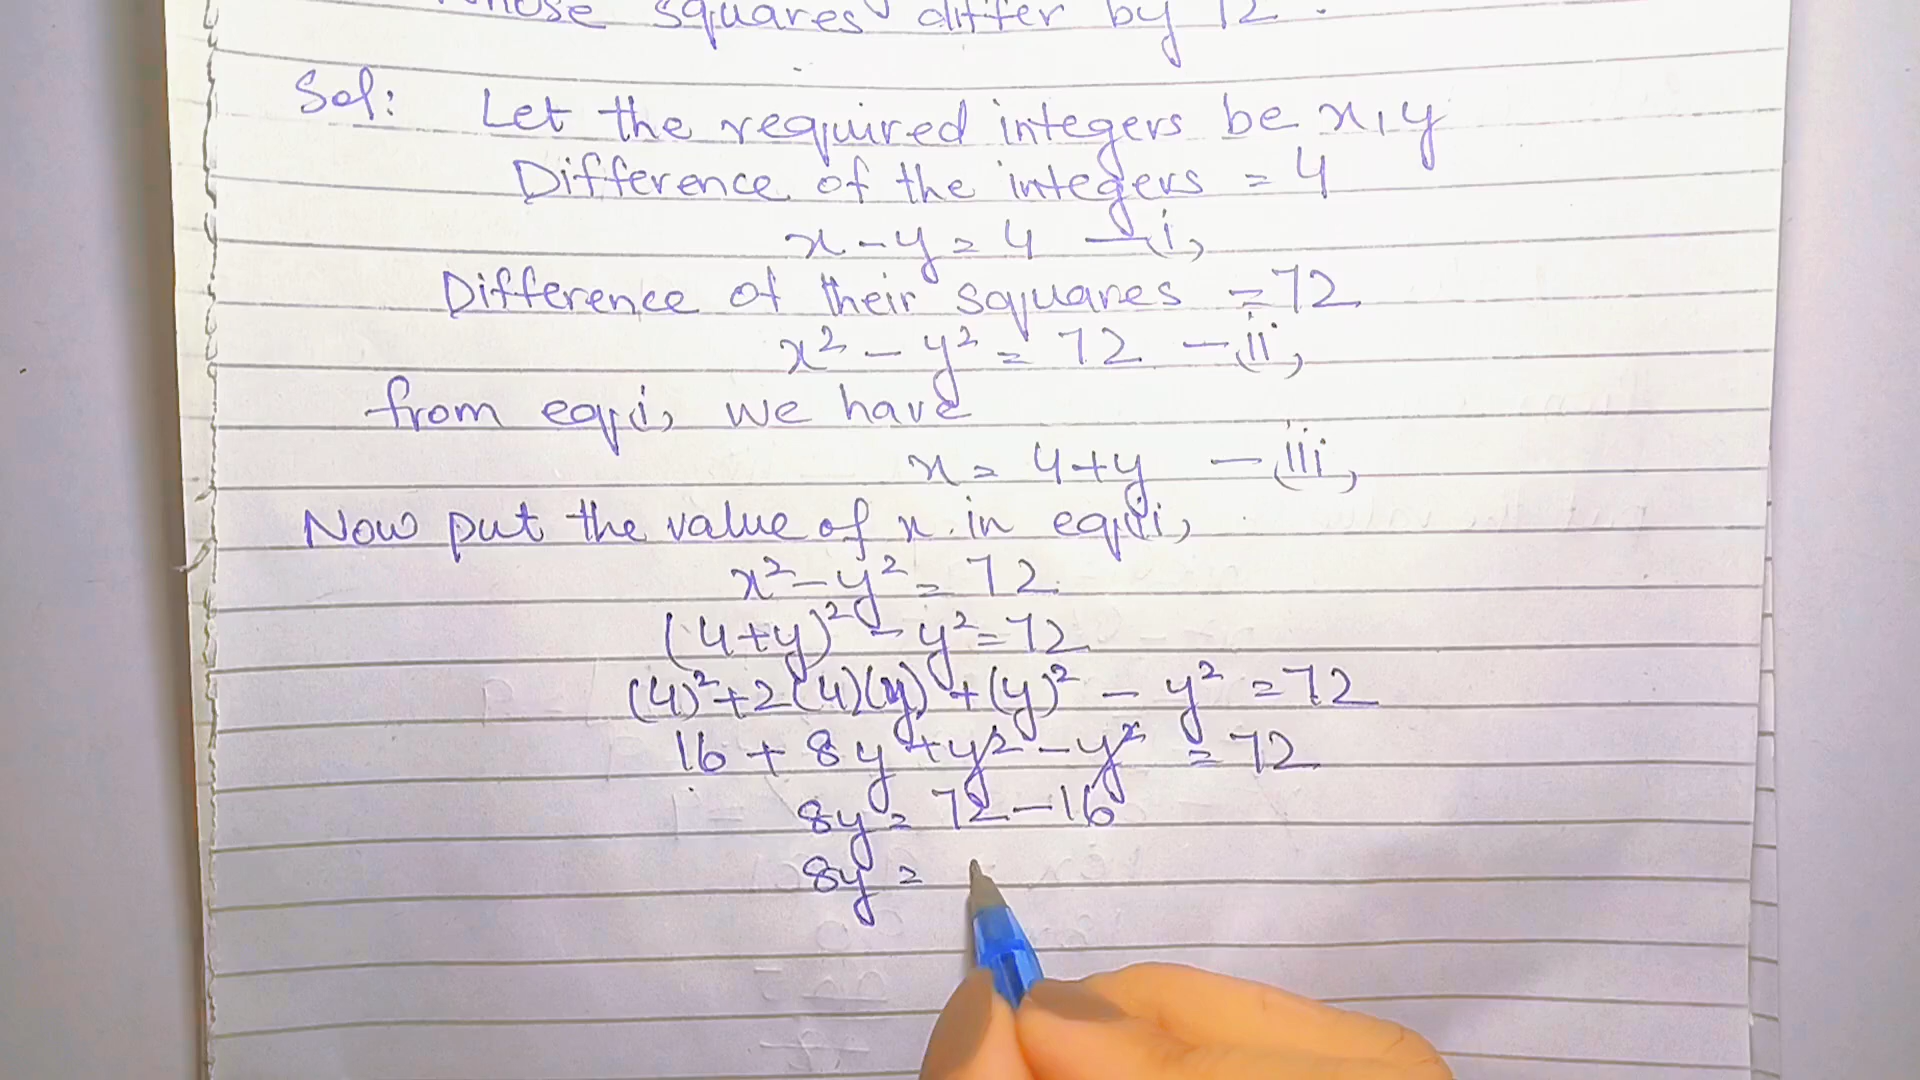 whose squares differ by 72.
Sol: Let the required integers be x, y
Difference of the integers = 4
x - y = 4 — i,
Difference of their squares = 72
x² - y² = 72 — ii,
from eq i, we have
x = 4 + y — iii,
Now put the value of x in eq ii,
x² - y² = 72
(4+y)² - y² = 72
(4)² + 2(4)(y) + (y)² - y² = 72
16 + 8y + y² - y² = 72
8y = 72 - 16
8y =